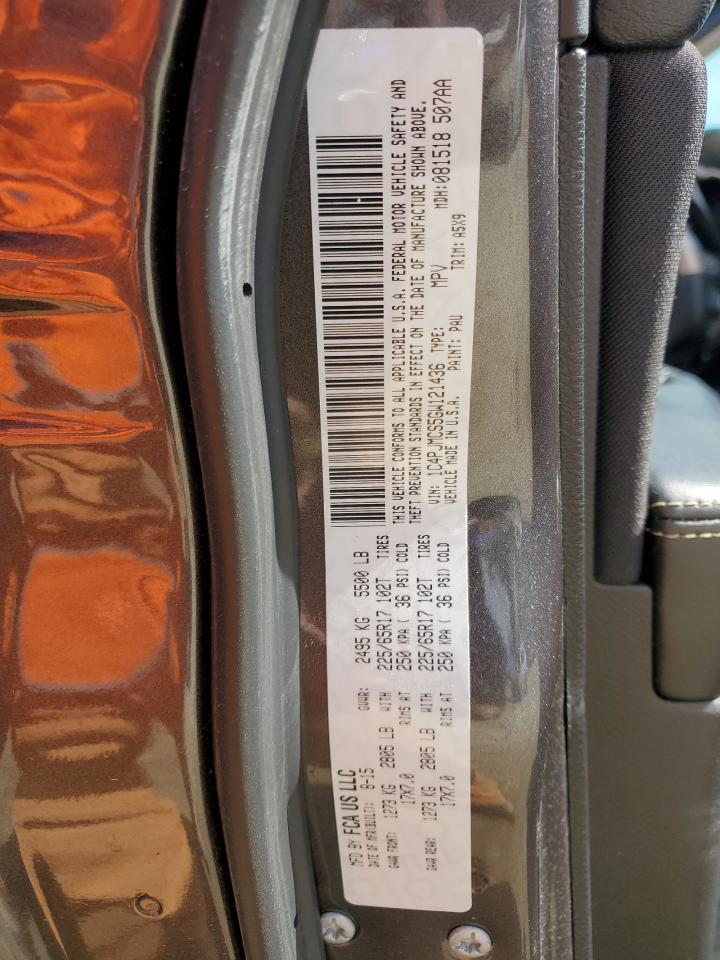 MFD BY FCA US LLC
DATE OF MFR(BUILT): 8-15 GVWR: 2495 KG 5500 LB
GAWR FRONT: 1273 KG 2805 LB WITH 225/65R17 102T TIRES
17X7.0 RIMS AT 250 KPA ( 36 PSI) COLD
GAWR REAR: 1273 KG 2805 LB WITH 225/65R17 102T TIRES
17X7.0 RIMS AT 250 KPA ( 36 PSI) COLD
THIS VEHICLE CONFORMS TO ALL APPLICABLE U.S.A. FEDERAL MOTOR VEHICLE SAFETY AND
THEFT PREVENTION STANDARDS IN EFFECT ON THE DATE OF MANUFACTURE SHOWN ABOVE.
VIN: 1C4PJMCS5GW121436 TYPE: MPV MDH:081518 507AA
VEHICLE MADE IN U.S.A. PAINT: PAU TRIM: A5X9